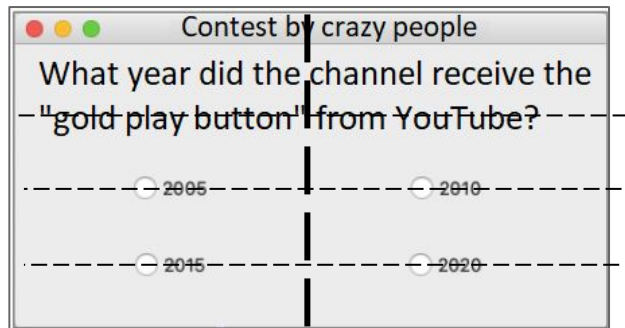 Contest by crazy people
What year did the channel receive the
"gold play button" from YouTube?
2005 2010
2015 2020